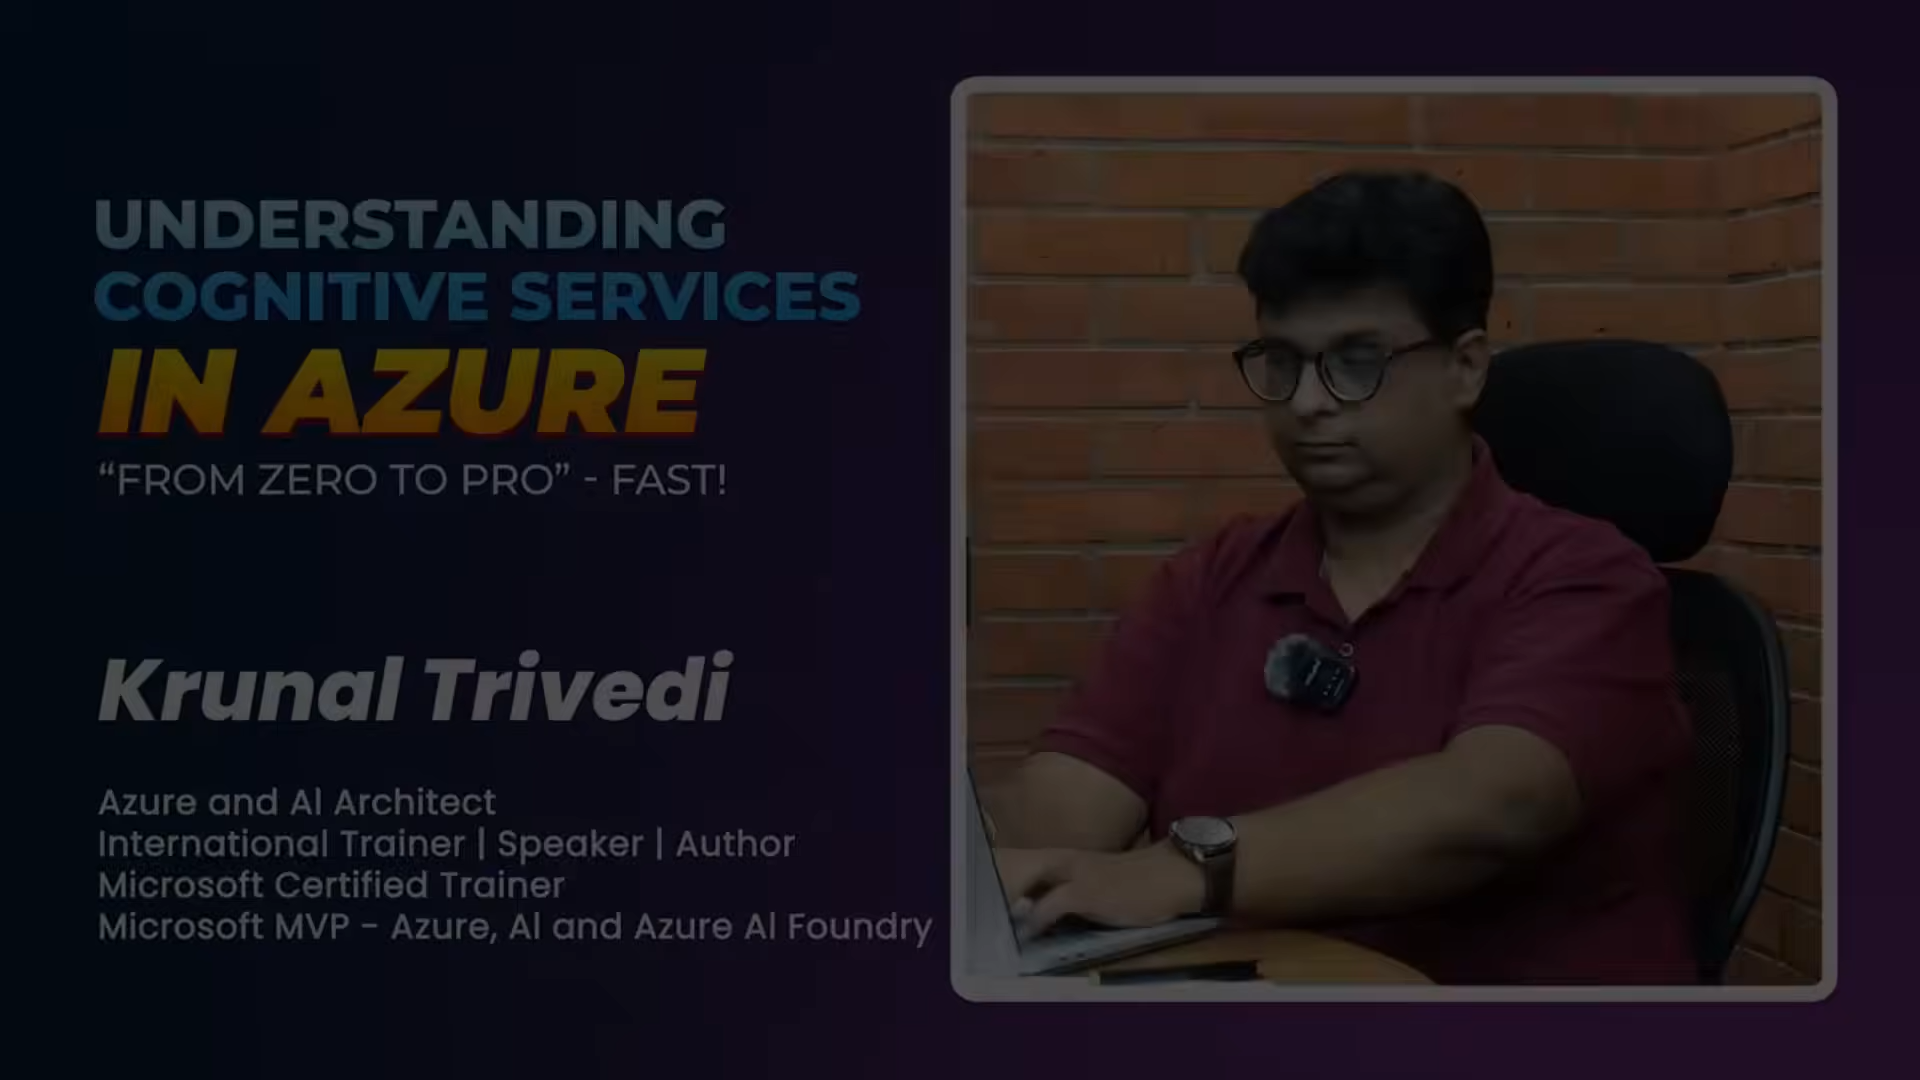 UNDERSTANDING
COGNITIVE SERVICES
IN AZURE
“FROM ZERO TO PRO” - FAST!
Krunal Trivedi
Azure and AI Architect
International Trainer | Speaker | Author
Microsoft Certified Trainer
Microsoft MVP - Azure, AI and Azure AI Foundry